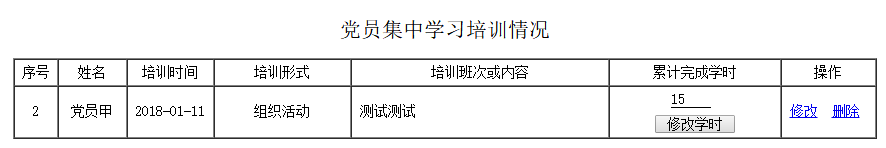 党员集中学习培训情况
序号 姓名 培训时间 培训形式 培训班次或内容 累计完成学时 操作
2 党员甲 2018-01-11 组织活动 测试测试 15 修改 删除
修改学时